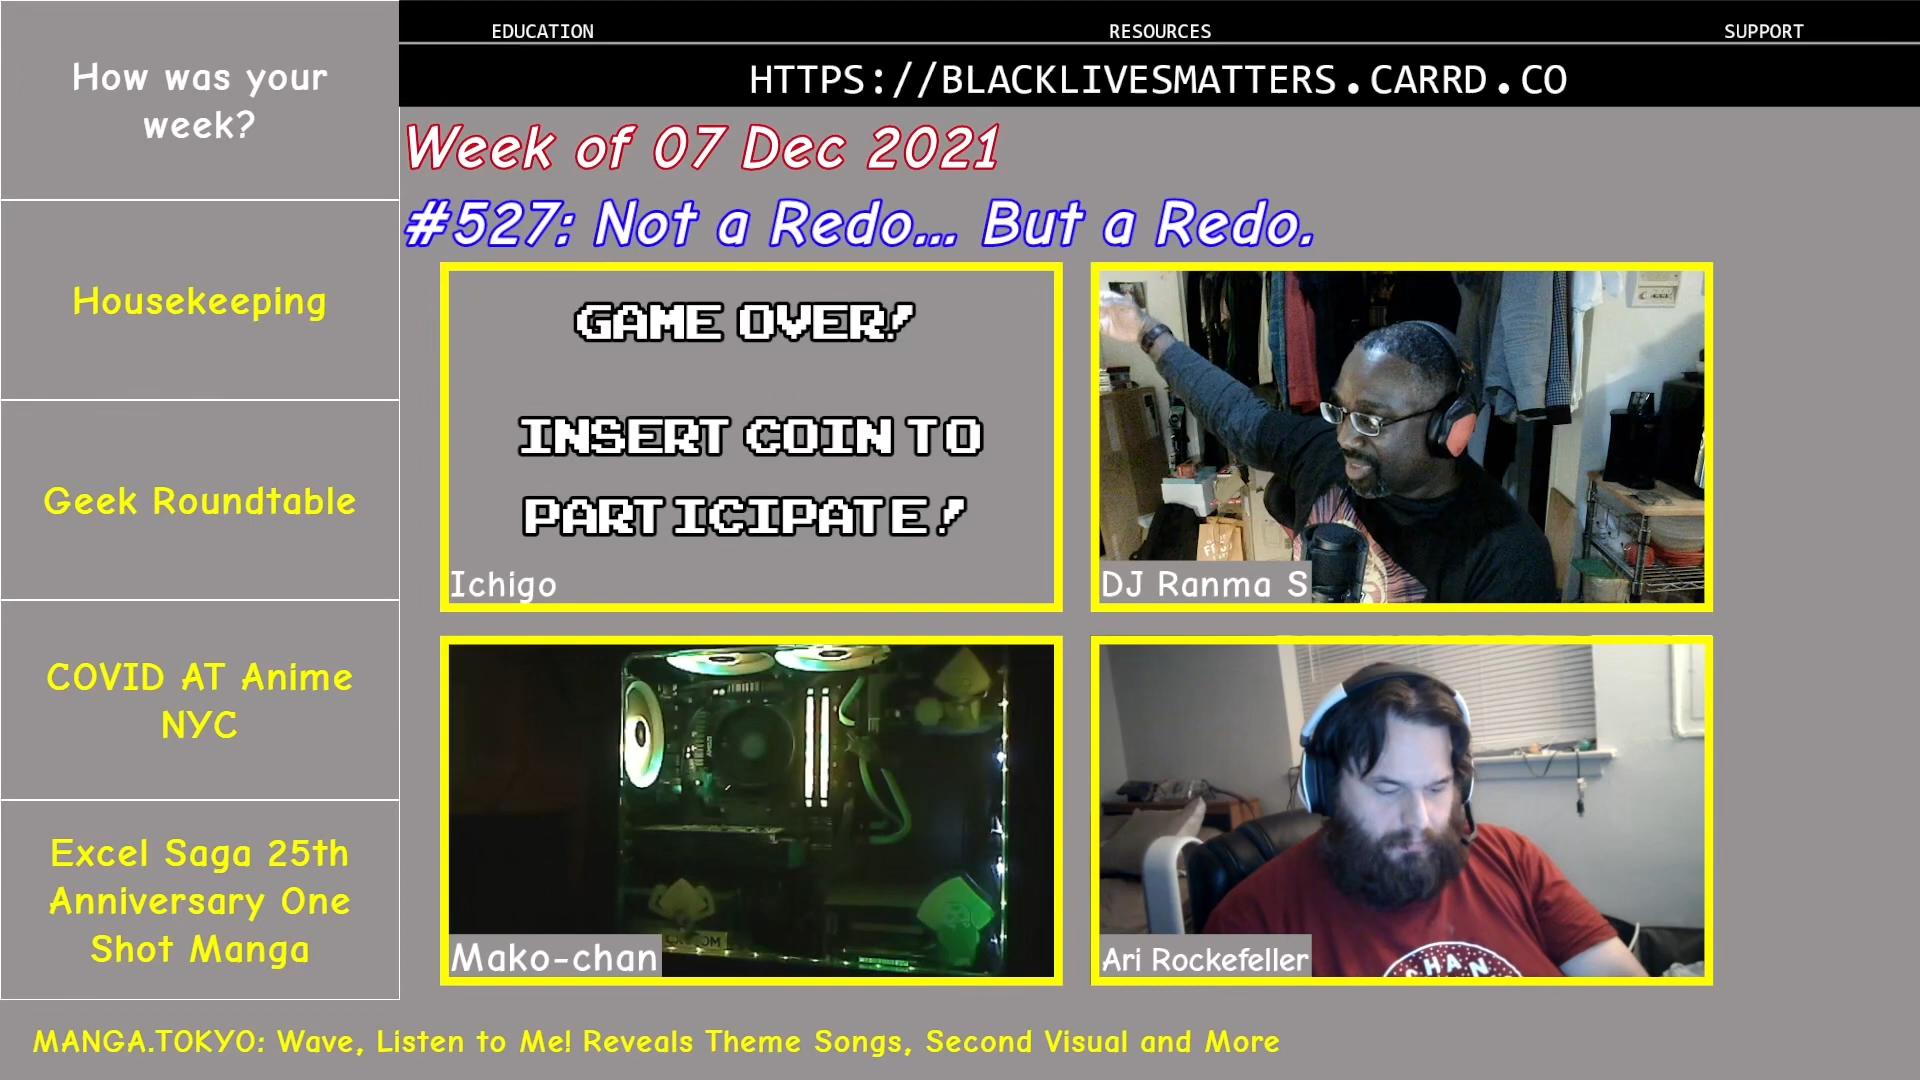 EDUCATION
RESOURCES
SUPPORT
HTTPS://BLACKLIVESMATTERS.CARRD.CO
How was your
week?
Housekeeping
Geek Roundtable
COVID AT Anime
NYC
Excel Saga 25th
Anniversary One
Shot Manga
Week of 07 Dec 2021
#527: Not a Redo... But a Redo.
GAME OVER!
INSERT COIN TO
PARTICIPATE!
Ichigo
DJ Ranma S
Mako-chan
Ari Rockefeller
CHAN
MANGA.TOKYO: Wave, Listen to Me! Reveals Theme Songs, Second Visual and More